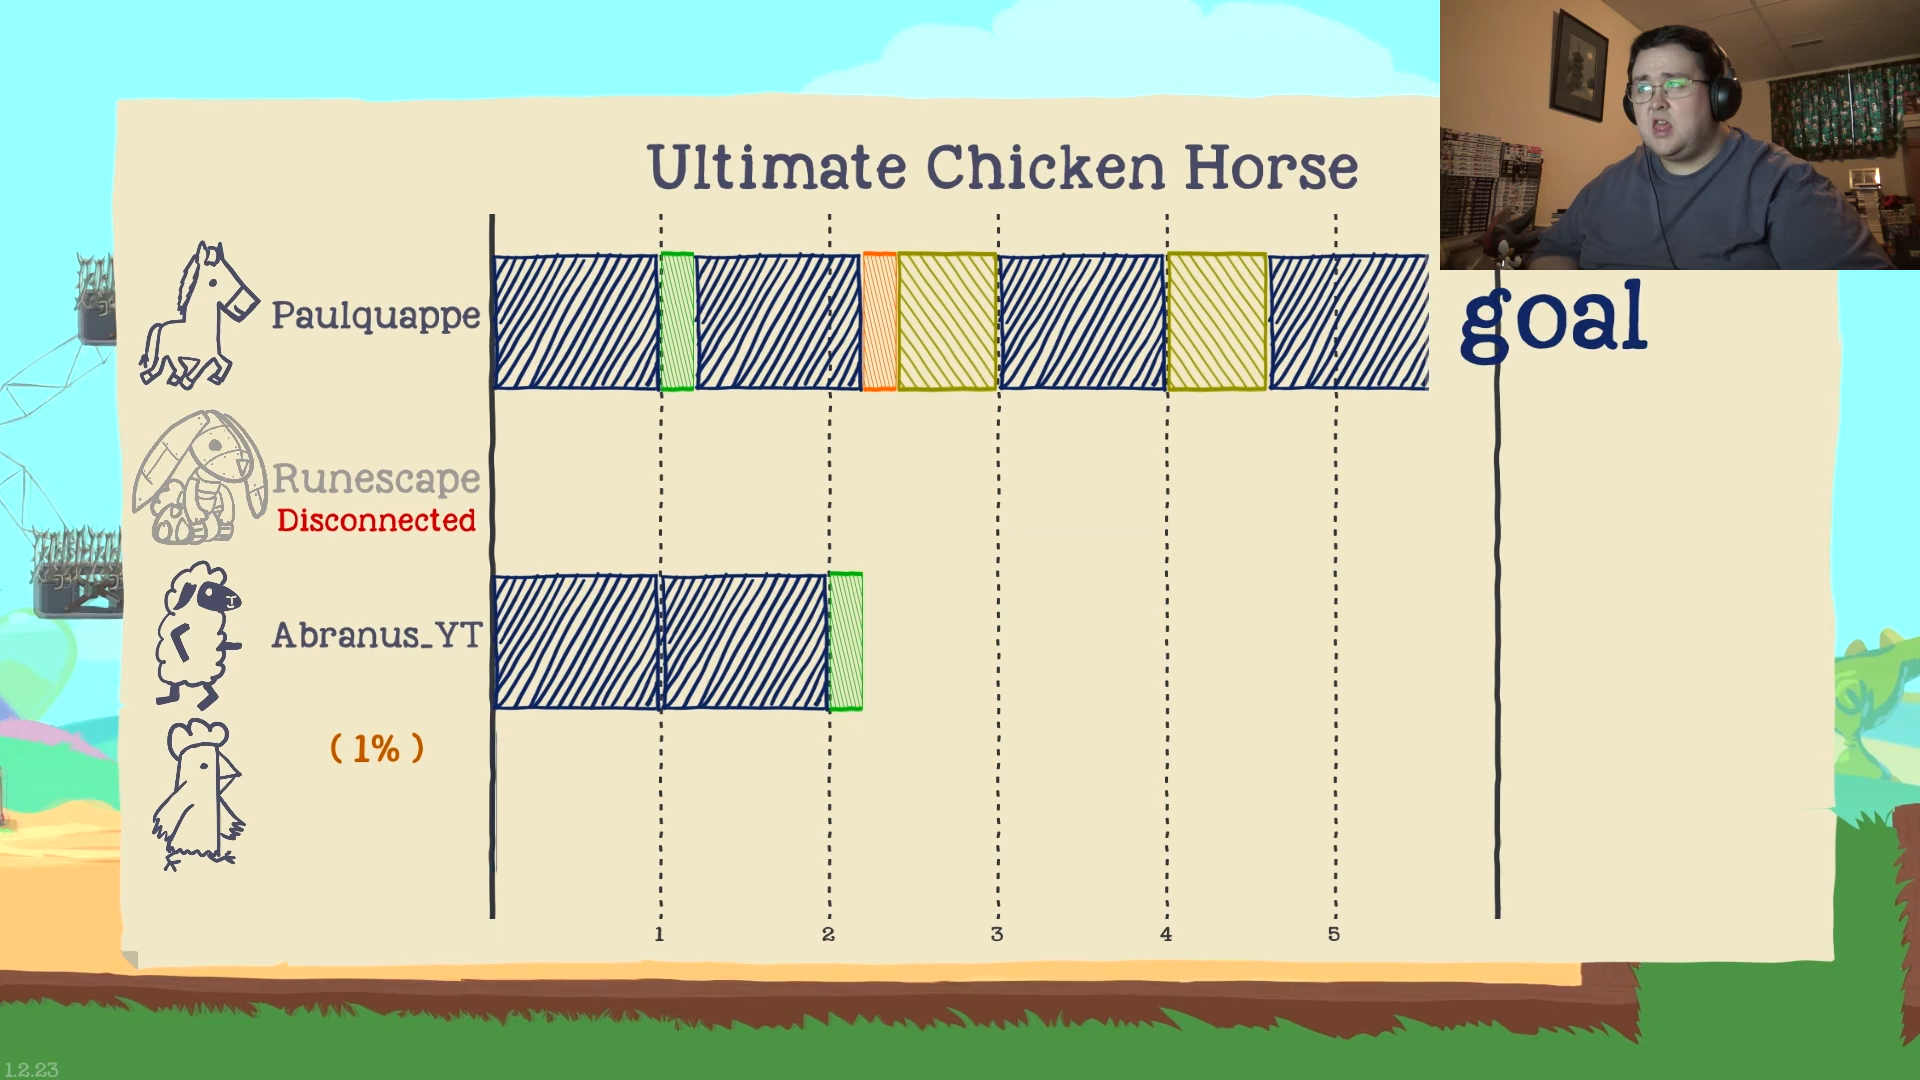 Ultimate Chicken Horse
Paulquappe
goal
Runescape
Disconnected
Abranus_YT
( 1% )
1 2 3 4 5
1.2.23